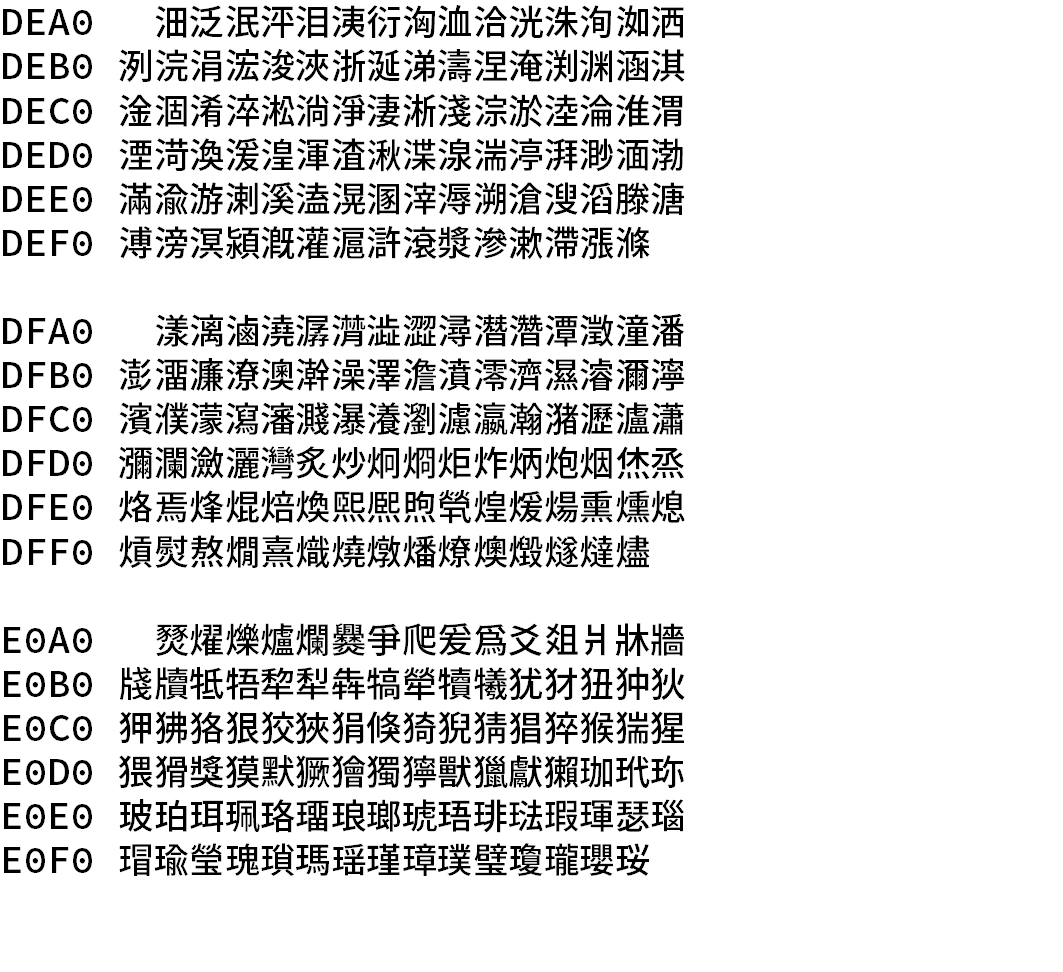 DEA0 沺泛泯泙泪洟衍洶洫洽洸洙洵洳洒
DEB0 洌浣涓浤浚浹浙涎涕濤涅淹渕渊涵淇
DEC0 淦涸淆淬淞淌淨淒淅淺淙淤淕淪淮渭
DED0 湮渮渙湲湟渾渣湫渫湶湍渟湃渺湎渤
DEE0 滿渝游溂溪溘滉溷滓溽溯滄溲滔滕溏
DEF0 溥滂溟潁漑灌滬滸滾漿滲漱滯漲滌
DFA0 漾漓滷澆潺潸澁澀潯潛濳潭澂潼潘
DFB0 澎澑濂潦澳澣澡澤澹濆澪濟濕濬濔濘
DFC0 濱濮濛瀉瀋濺瀑瀁瀏濾瀛瀚潴瀝瀘瀟
DFD0 瀰瀾瀲灑灣炙炒炯烱炬炸炳炮烟烋烝
DFE0 烙焉烽焜焙煥煕熈煦煢煌煖煬熏燻熄
DFF0 熕熨熬燗熹熾燒燉燔燎燠燬燧燵燼
E0A0 燹燿爍爐爛爨爭爬爰爲爻爼爿牀牆
E0B0 牋牘牴牾犂犁犇犒犖犢犧犹犲狃狆狄
E0C0 狎狒狢狠狡狹狷倏猗猊猜猖猝猴猯猩
E0D0 猥猾獎獏默獗獪獨獰獸獵獻獺珈玳珎
E0E0 玻珀珥珮珞璢琅瑯琥珸琲琺瑕琿瑟瑙
E0F0 瑁瑜瑩瑰瑣瑪瑶瑾璋璞璧瓊瓏瓔珱